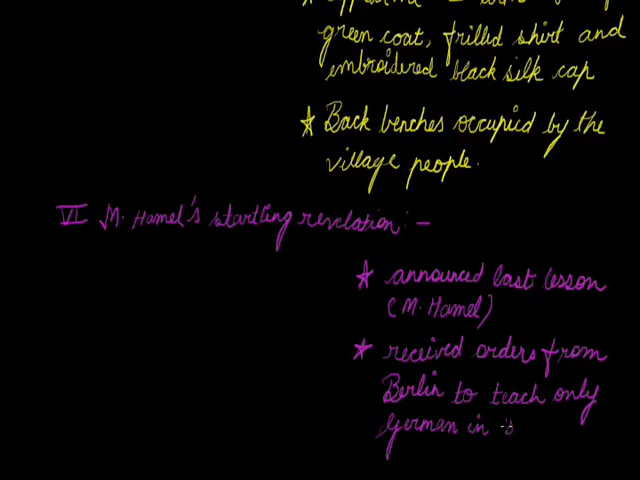 green coat, frilled shirt and
embroidered black silk cap
* Back benches occupied by the
village people.
VI M. Hamel's startling revelation: -
* announced last lesson
(M. Hamel)
* received orders from
Berlin to teach only
German in